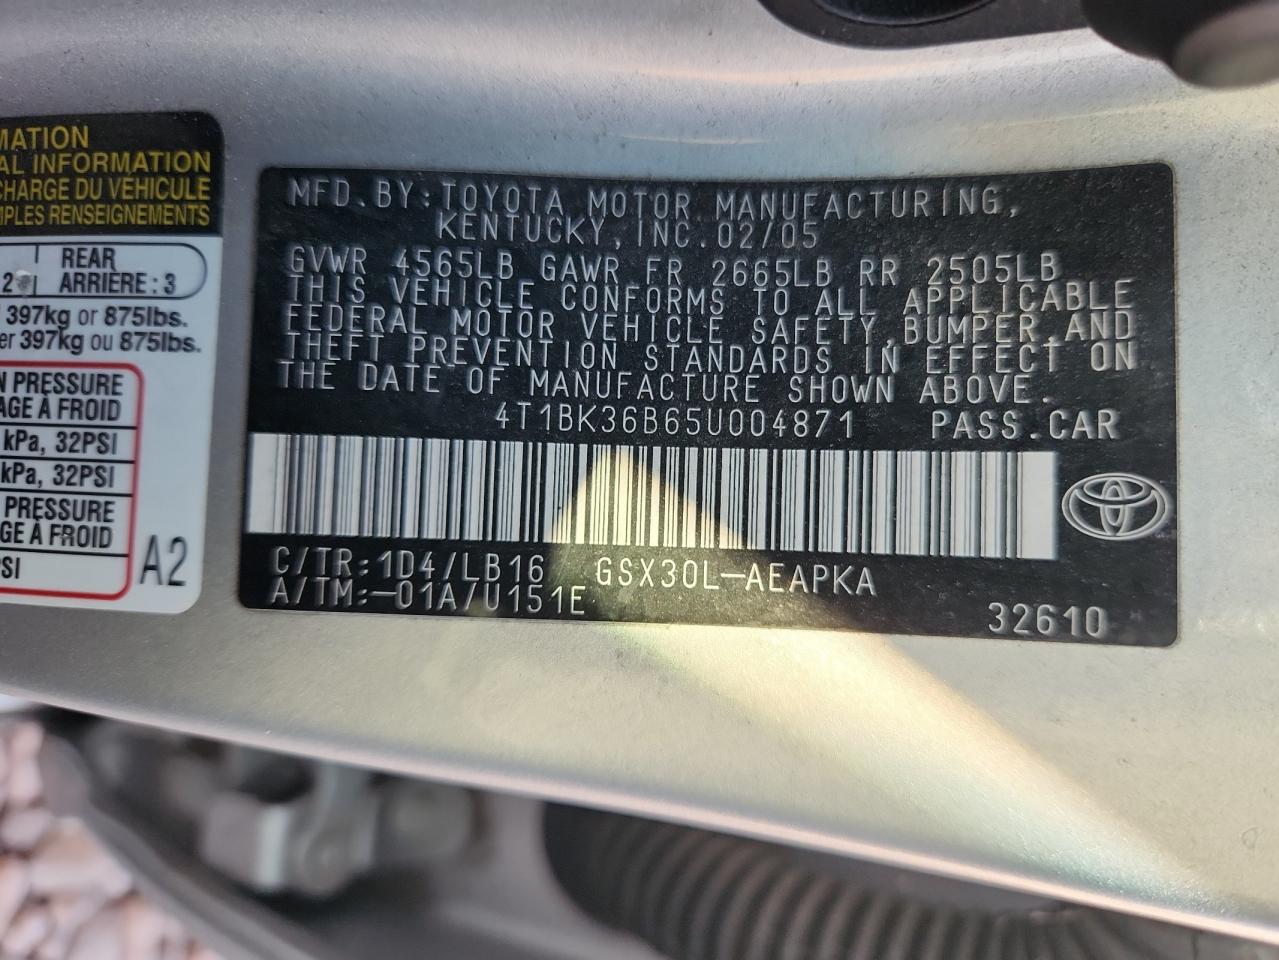 MATION
AL INFORMATION
CHARGE DU VÉHICULE
MPLES RENSEIGNEMENTS
2 REAR
ARRIÈRE : 3
397kg or 875lbs.
er 397kg ou 875lbs.
N PRESSURE
AGE À FROID
kPa, 32PSI
kPa, 32PSI
PRESSURE
GE À FROID
PSI
A2
MFD.BY:TOYOTA MOTOR MANUFACTURING,
KENTUCKY,INC.02/05
GVWR 4565LB GAWR FR 2665LB RR 2505LB
THIS VEHICLE CONFORMS TO ALL APPLICABLE
FEDERAL MOTOR VEHICLE SAFETY,BUMPER,AND
THEFT PREVENTION STANDARDS IN EFFECT ON
THE DATE OF MANUFACTURE SHOWN ABOVE.
4T1BK36B65U004871 PASS.CAR
C/TR:1D4/LB16 GSX30L-AEAPKA
A/TM:-01A/U151E
32610